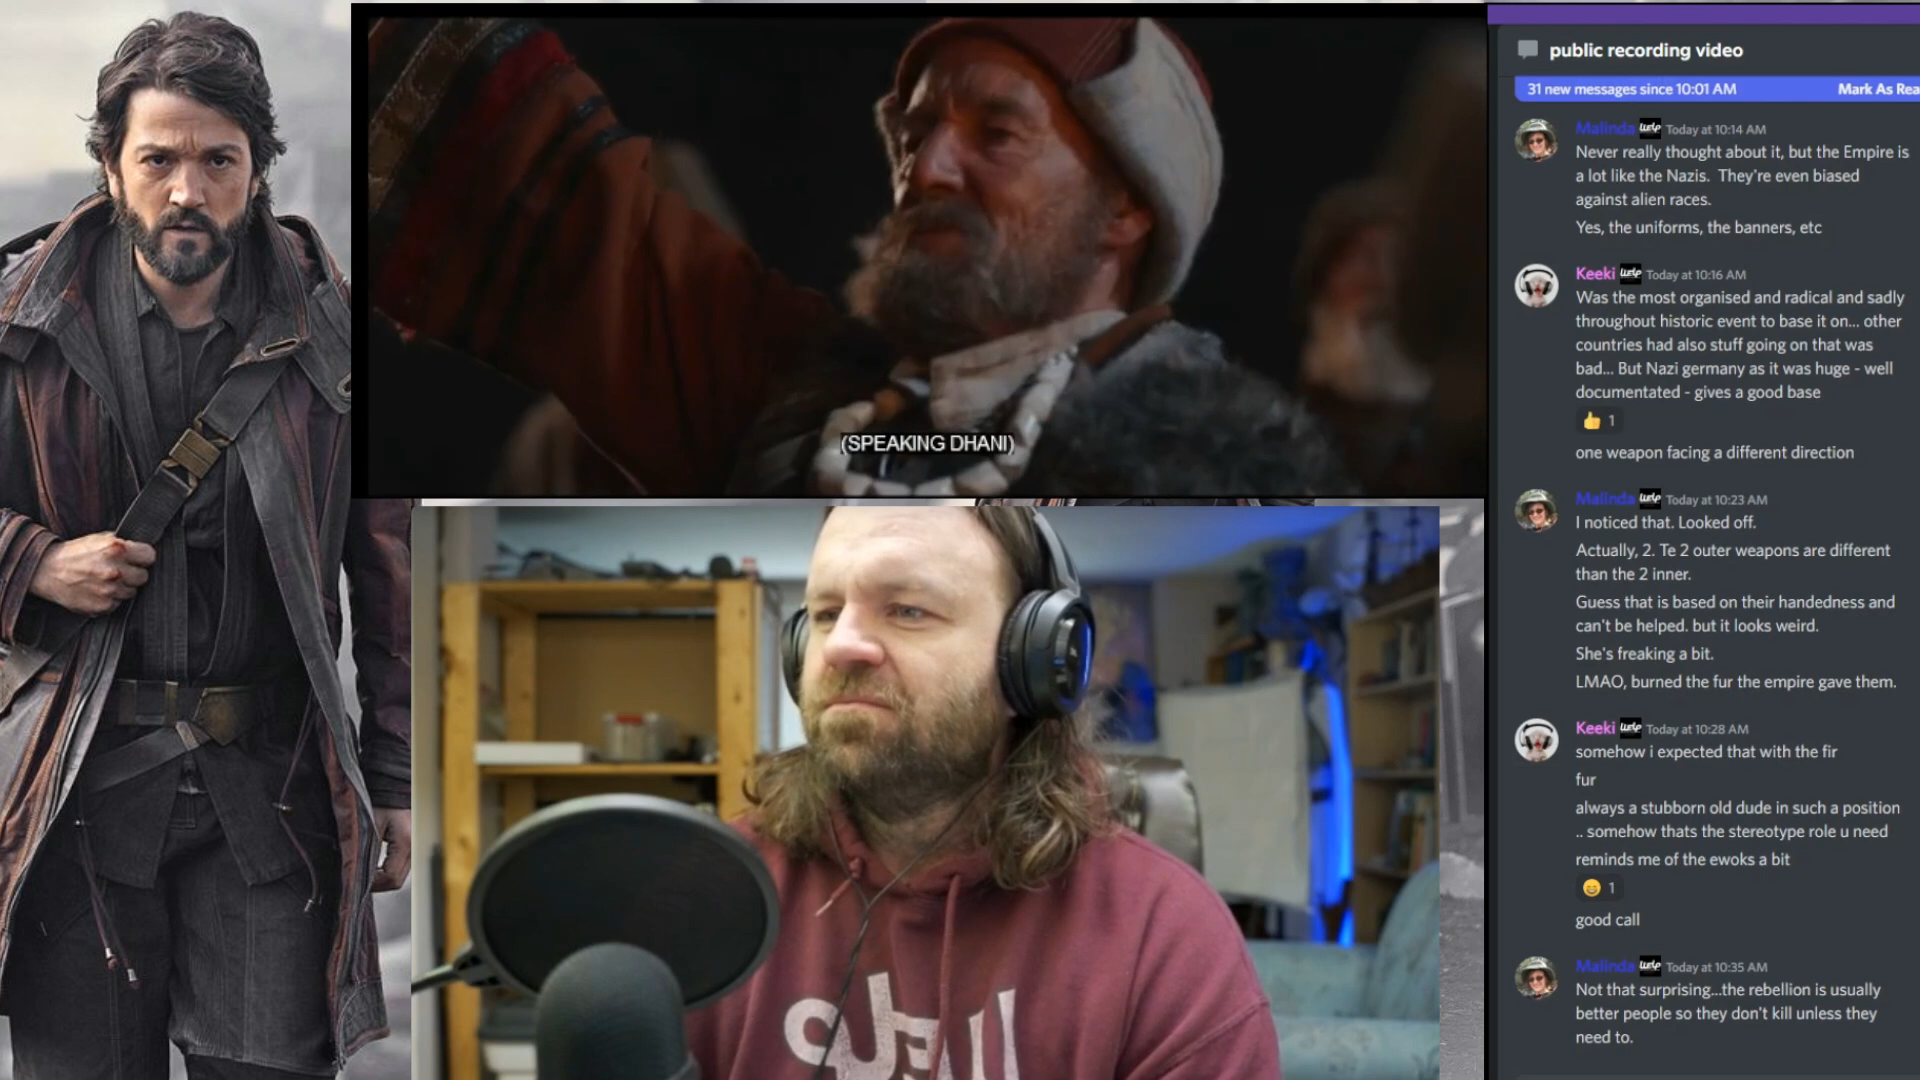 (SPEAKING DHANI)
public recording video
31 new messages since 10:01 AM Mark As Rea
Malinda welp Today at 10:14 AM
Never really thought about it, but the Empire is
a lot like the Nazis. They're even biased
against alien races.
Yes, the uniforms, the banners, etc
Keeki welp Today at 10:16 AM
Was the most organised and radical and sadly
throughout historic event to base it on... other
countries had also stuff going on that was
bad... But Nazi germany as it was huge - well
documentated - gives a good base
1
one weapon facing a different direction
Malinda welp Today at 10:23 AM
I noticed that. Looked off.
Actually, 2. Te 2 outer weapons are different
than the 2 inner.
Guess that is based on their handedness and
can't be helped. but it looks weird.
She's freaking a bit.
LMAO, burned the fur the empire gave them.
Keeki welp Today at 10:28 AM
somehow i expected that with the fir
fur
always a stubborn old dude in such a position
.. somehow thats the stereotype role u need
reminds me of the ewoks a bit
1
good call
Malinda welp Today at 10:35 AM
Not that surprising...the rebellion is usually
better people so they don't kill unless they
need to.